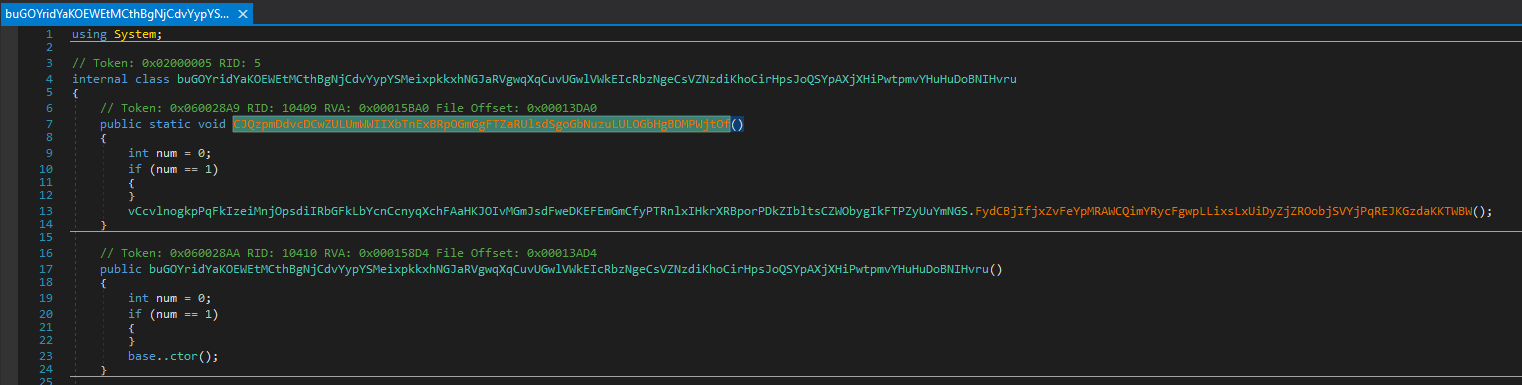 buGOYridYaKOEWEtMCthBgNjCdvYypYS... ×
1 using System;
2
3 // Token: 0x02000005 RID: 5
4 internal class buGOYridYaKOEWEtMCthBgNjCdvYypYSMeixpkkxhNGJaRVgwqXqCuvUGwlVWkEIcRbzNgeCsVZNzdiKhoCirHpsJoQSYpAXjXHiPwtpmvYHuHuDoBNIHvru
5 {
6 // Token: 0x060028A9 RID: 10409 RVA: 0x00015BA0 File Offset: 0x00013DA0
7 public static void CJQzpmDdvcDCwZULUmWWIIXbTnExBRpOGmGgFTZaRUlsdSgoGbNuzuLULOGbHgBDMPWjtOf()
8 {
9 int num = 0;
10 if (num == 1)
11 {
12 }
13 vCcvlnogkpPqFkIzeiMnjOpsdiIRbGFkLbYcnCcnyqXchFAaHKJOIvMGmJsdFweDKEFEmGmCfyPTRnlxIHkrXRBporPDkZIbltsCZWObygIkFTPZyUuYmNGS.FydCBjIfjxZvFeYpMRAWCQimYRycFgwpLLixsLxUiDyZjZROobjSVYjPqREJKGzdaKKTWBW();
14 }
15
16 // Token: 0x060028AA RID: 10410 RVA: 0x000158D4 File Offset: 0x00013AD4
17 public buGOYridYaKOEWEtMCthBgNjCdvYypYSMeixpkkxhNGJaRVgwqXqCuvUGwlVWkEIcRbzNgeCsVZNzdiKhoCirHpsJoQSYpAXjXHiPwtpmvYHuHuDoBNIHvru()
18 {
19 int num = 0;
20 if (num == 1)
21 {
22 }
23 base..ctor();
24 }
25